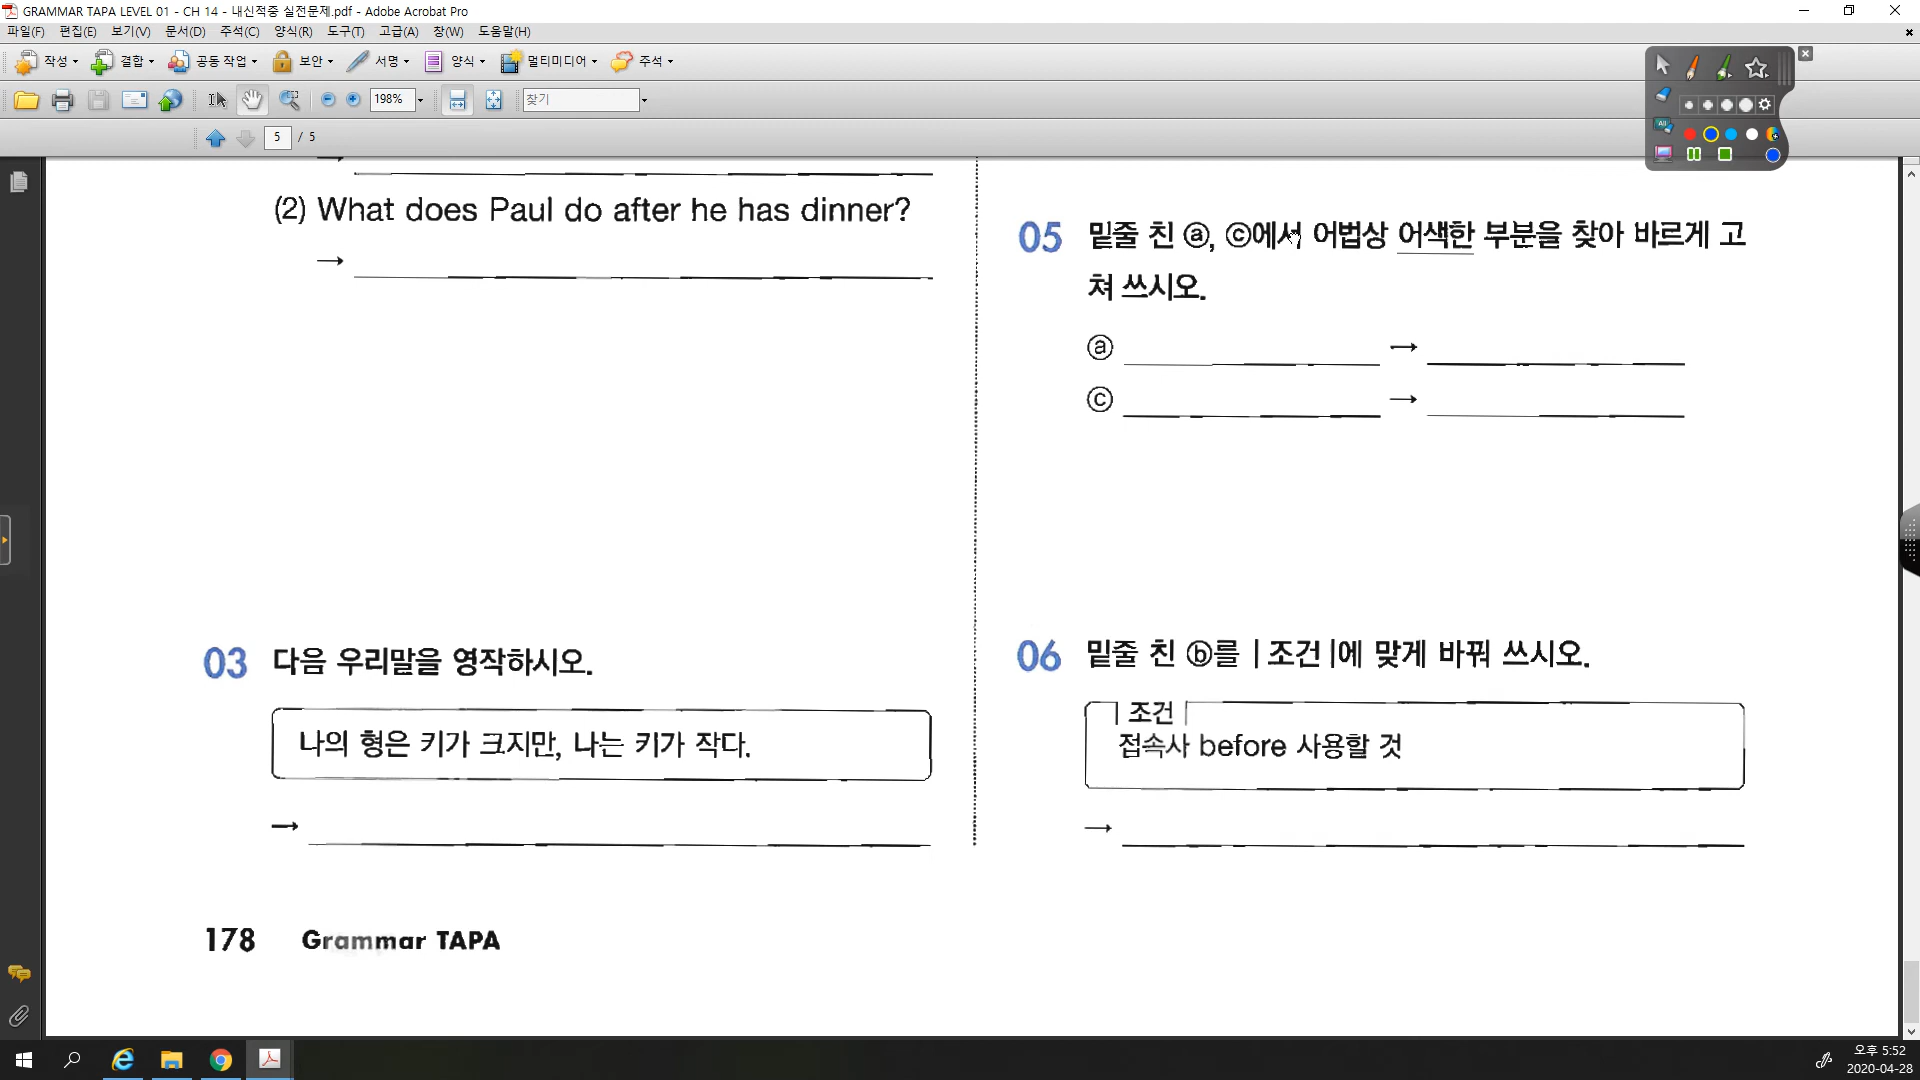 GRAMMAR TAPA LEVEL 01 - CH 14 - 내신적중 실전문제.pdf - Adobe Acrobat Pro
파일(F) 편집(E) 보기(V) 문서(D) 주석(C) 양식(R) 도구(T) 고급(A) 창(W) 도움말(H)
작성 결합 공동 작업 보안 서명 양식 멀티미디어 주석
198% 찾기
5 / 5
(2) What does Paul do after he has dinner?
→
03 다음 우리말을 영작하시오.
나의 형은 키가 크지만, 나는 키가 작다.
→
178 Grammar TAPA
05 밑줄 친 ⓐ, ⓒ에서 어법상 어색한 부분을 찾아 바르게 고
쳐 쓰시오.
ⓐ →
ⓒ →
06 밑줄 친 ⓑ를 |조건|에 맞게 바꿔 쓰시오.
| 조건 |
접속사 before 사용할 것
→
All
오후 5:52
2020-04-28